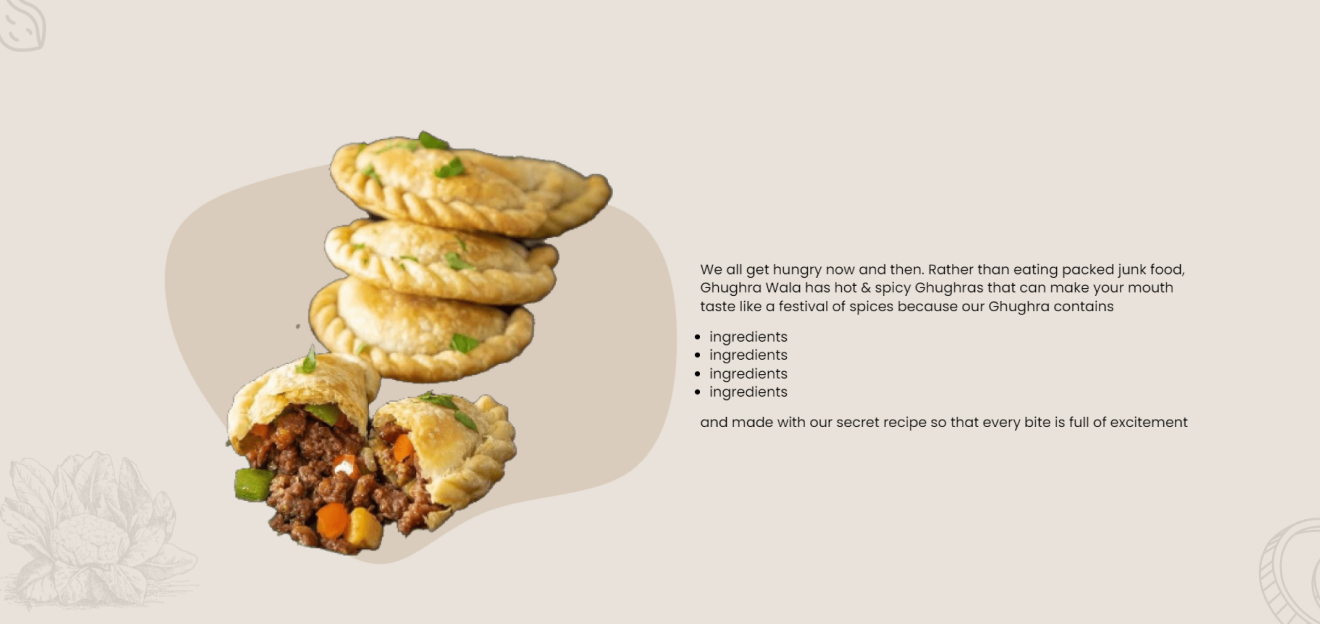 We all get hungry now and then. Rather than eating packed junk food,
Ghughra Wala has hot & spicy Ghughras that can make your mouth
taste like a festival of spices because our Ghughra contains
• ingredients
• ingredients
• ingredients
• ingredients
and made with our secret recipe so that every bite is full of excitement